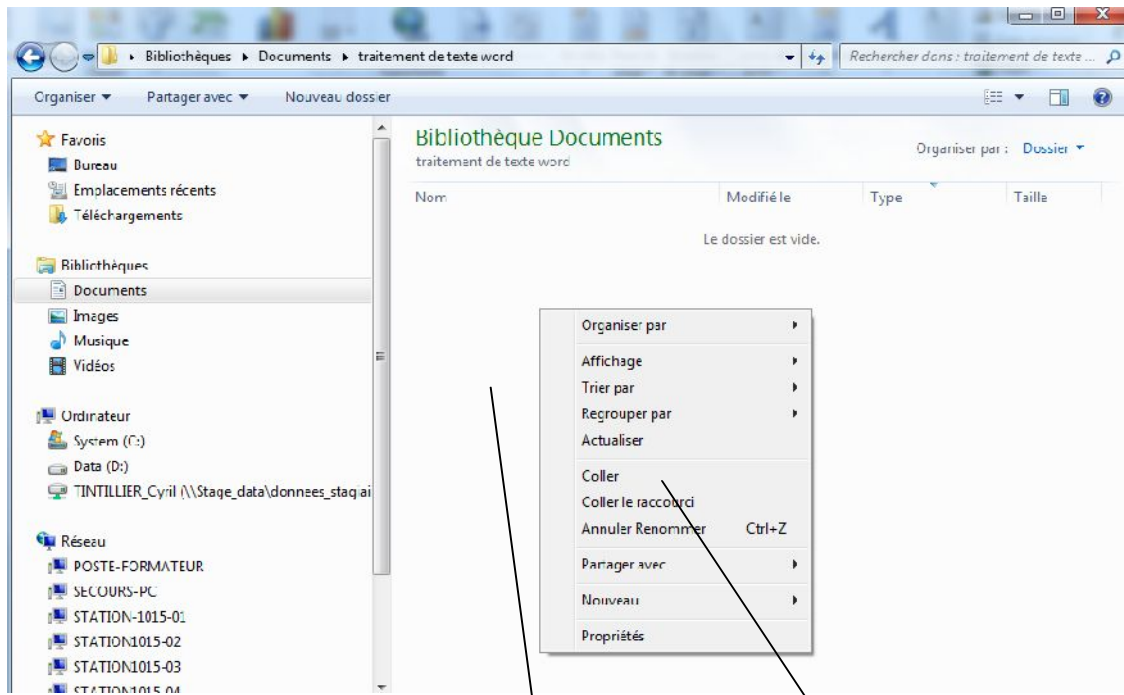 Bibliothèques ▸ Documents ▸ traitement de texte word
Rechercher dans : traitement de texte ...
Organiser ▾ Partager avec ▾ Nouveau dossier
Favoris
Bureau
Emplacements récents
Téléchargements
Bibliothèques
Documents
Images
Musique
Vidéos
Ordinateur
System (C:)
Data (D:)
TINTILLIER_Cyril (\\Stage_data\donnees_stagiai
Réseau
POSTE-FORMATEUR
SECOURS-PC
STATION-1015-01
STATION1015-02
STATION1015-03
STATION1015-04
Bibliothèque Documents
traitement de texte word
Organiser par : Dossier ▾
Nom Modifié le Type Taille
Le dossier est vide.
Organiser par
Affichage
Trier par
Regrouper par
Actualiser
Coller
Coller le raccourci
Annuler Renommer Ctrl+Z
Partager avec
Nouveau
Propriétés